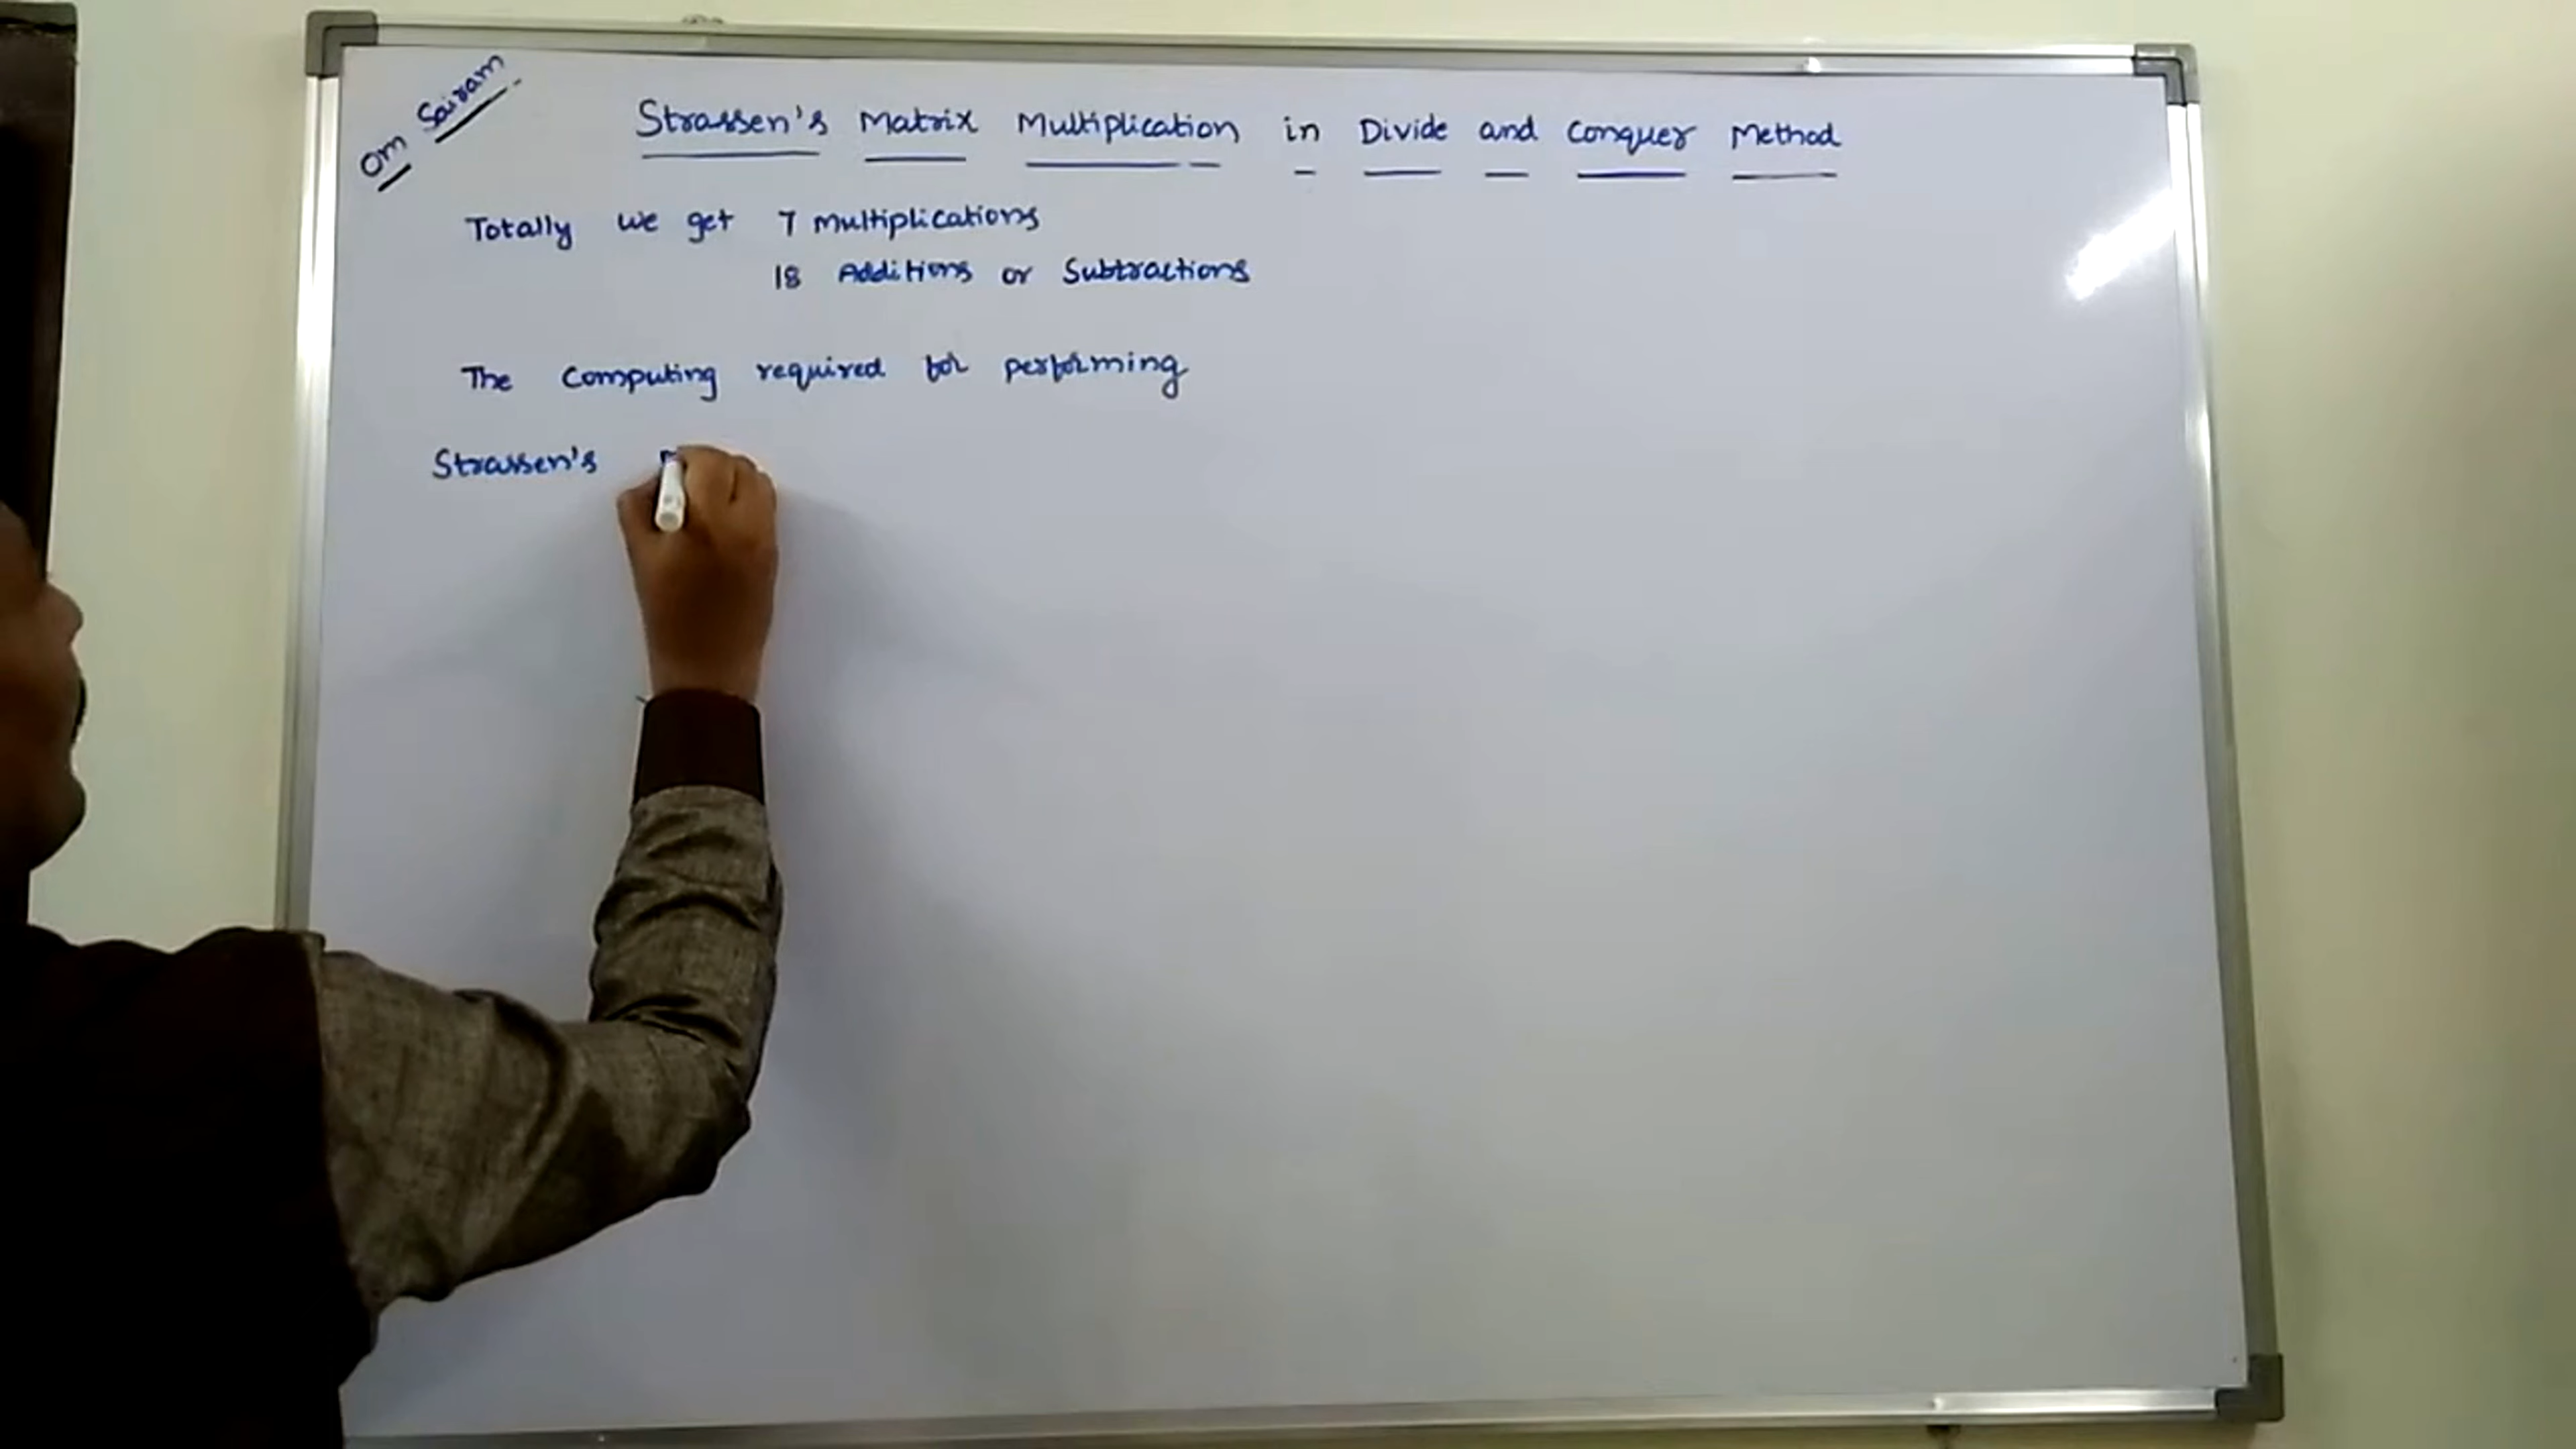 Om Sairam
Strassen's Matrix Multiplication in Divide and Conquer Method
Totally we get 7 multiplications
18 Additions or Subtractions
The Computing required for performing
Strassen's